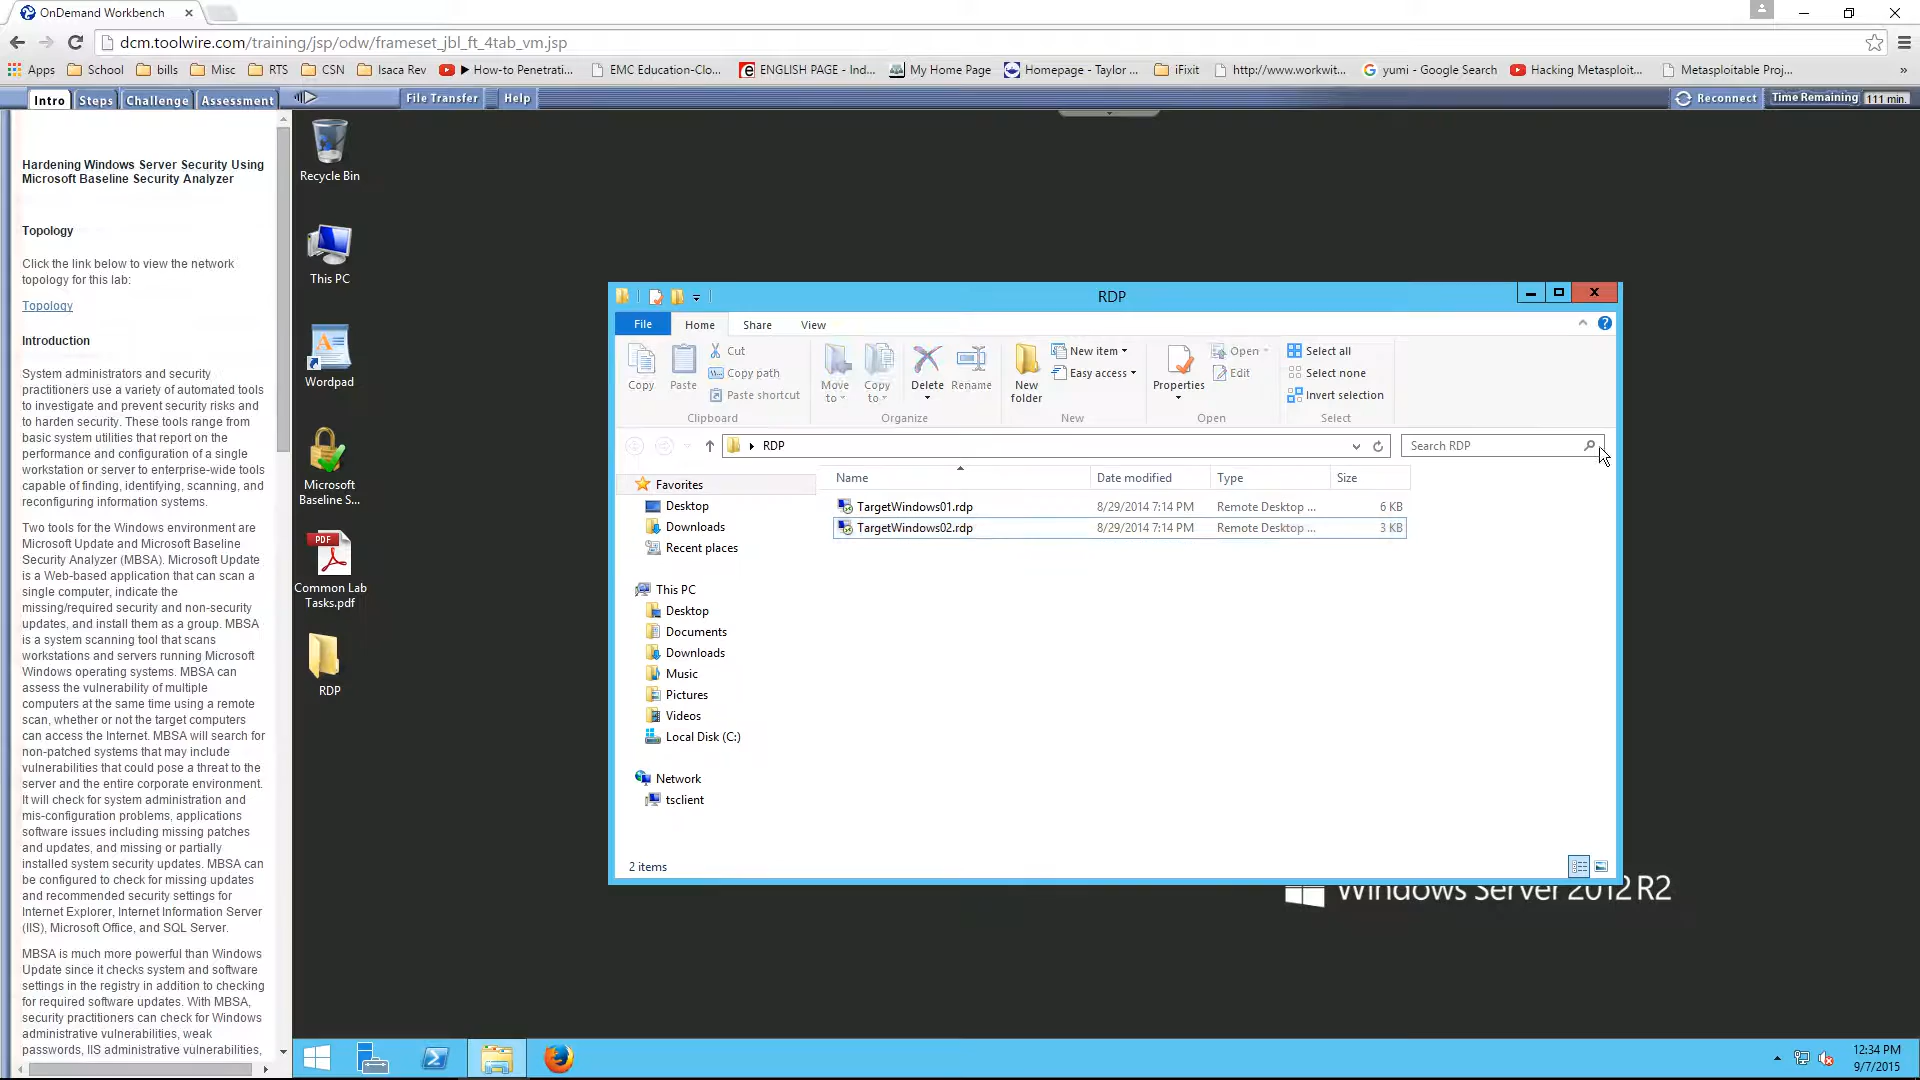 OnDemand Workbench
dcm.toolwire.com/training/jsp/odw/frameset_jbl_ft_4tab_vm.jsp
Apps School bills Misc RTS CSN Isaca Rev ▶ How-to Penetrati... EMC Education-Clo... ENGLISH PAGE - Ind... My Home Page Homepage - Taylor ... iFixit http://www.workwit... yumi - Google Search Hacking Metasploit... Metasploitable Proj... »
Intro Steps Challenge Assessment File Transfer Help Reconnect Time Remaining 111 min.
Hardening Windows Server Security Using
Microsoft Baseline Security Analyzer
Topology
Click the link below to view the network
topology for this lab:
Topology
Introduction
System administrators and security
practitioners use a variety of automated tools
to investigate and prevent security risks and
to harden security. These tools range from
basic system utilities that report on the
performance and configuration of a single
workstation or server to enterprise-wide tools
capable of finding, identifying, scanning, and
reconfiguring information systems.
Two tools for the Windows environment are
Microsoft Update and Microsoft Baseline
Security Analyzer (MBSA). Microsoft Update
is a Web-based application that can scan a
single computer, indicate the
missing/required security and non-security
updates, and install them as a group. MBSA
is a system scanning tool that scans
workstations and servers running Microsoft
Windows operating systems. MBSA can
assess the vulnerability of multiple
computers at the same time using a remote
scan, whether or not the target computers
can access the Internet. MBSA will search for
non-patched systems that may include
vulnerabilities that could pose a threat to the
server and the entire corporate environment.
It will check for system administration and
mis-configuration problems, applications
software issues including missing patches
and updates, and missing or partially
installed system security updates. MBSA can
be configured to check for missing updates
and recommended security settings for
Internet Explorer, Internet Information Server
(IIS), Microsoft Office, and SQL Server.
MBSA is much more powerful than Windows
Update since it checks system and software
settings in the registry in addition to checking
for required software updates. With MBSA,
security practitioners can check for Windows
administrative vulnerabilities, weak
passwords, IIS administrative vulnerabilities,
Recycle Bin
This PC
Wordpad
Microsoft
Baseline S...
PDF
Common Lab
Tasks.pdf
RDP
RDP
File Home Share View
Copy Paste Cut Copy path Paste shortcut
Clipboard
Move to Copy to Delete Rename
Organize
New folder New item Easy access
New
Properties Open Edit
Open
Select all Select none Invert selection
Select
RDP Search RDP
Name Date modified Type Size
TargetWindows01.rdp 8/29/2014 7:14 PM Remote Desktop ... 6 KB
TargetWindows02.rdp 8/29/2014 7:14 PM Remote Desktop ... 3 KB
Favorites
Desktop
Downloads
Recent places
This PC
Desktop
Documents
Downloads
Music
Pictures
Videos
Local Disk (C:)
Network
tsclient
2 items
Windows Server 2012 R2
12:34 PM
9/7/2015